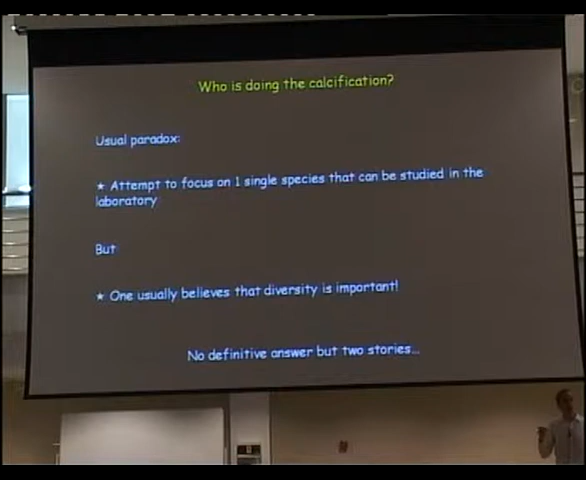 Who is doing the calcification?
Usual paradox:
★ Attempt to focus on 1 single species that can be studied in the
laboratory
But
★ One usually believes that diversity is important!
No definitive answer but two stories...